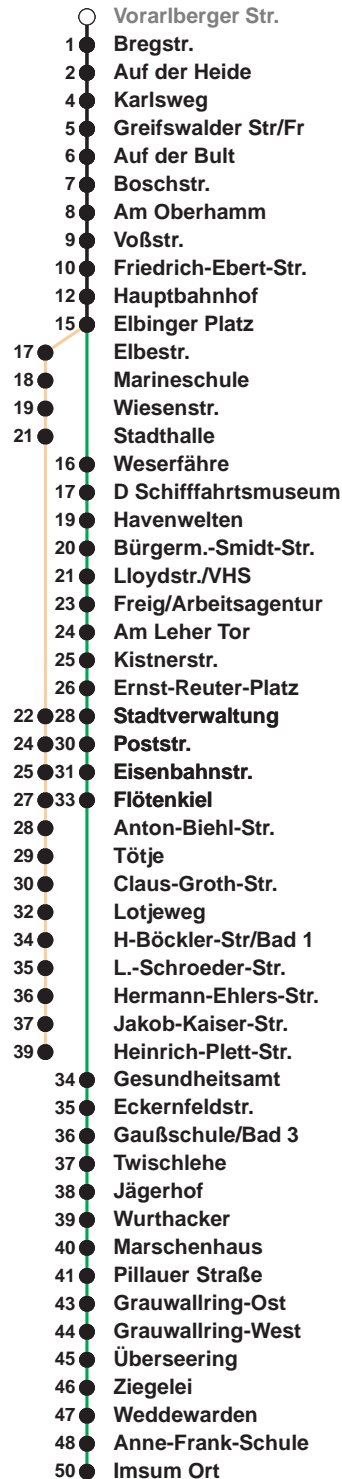 Vorarlberger Str.
1 Bregstr.
2 Auf der Heide
4 Karlsweg
5 Greifswalder Str/Fr
6 Auf der Bult
7 Boschstr.
8 Am Oberhamm
9 Voßstr.
10 Friedrich-Ebert-Str.
12 Hauptbahnhof
15 Elbinger Platz
17 Elbestr.
18 Marineschule
19 Wiesenstr.
21 Stadthalle
16 Weserfähre
17 D Schifffahrtsmuseum
19 Havenwelten
20 Bürgerm.-Smidt-Str.
21 Lloydstr./VHS
23 Freig/Arbeitsagentur
24 Am Leher Tor
25 Kistnerstr.
26 Ernst-Reuter-Platz
22 28 Stadtverwaltung
24 30 Poststr.
25 31 Eisenbahnstr.
27 33 Flötenkiel
28 Anton-Biehl-Str.
29 Tötje
30 Claus-Groth-Str.
32 Lotjeweg
34 H-Böckler-Str/Bad 1
35 L.-Schroeder-Str.
36 Hermann-Ehlers-Str.
37 Jakob-Kaiser-Str.
39 Heinrich-Plett-Str.
34 Gesundheitsamt
35 Eckernfeldstr.
36 Gaußschule/Bad 3
37 Twischlehe
38 Jägerhof
39 Wurthacker
40 Marschenhaus
41 Pillauer Straße
43 Grauwallring-Ost
44 Grauwallring-West
45 Überseering
46 Ziegelei
47 Weddewarden
48 Anne-Frank-Schule
50 Imsum Ort